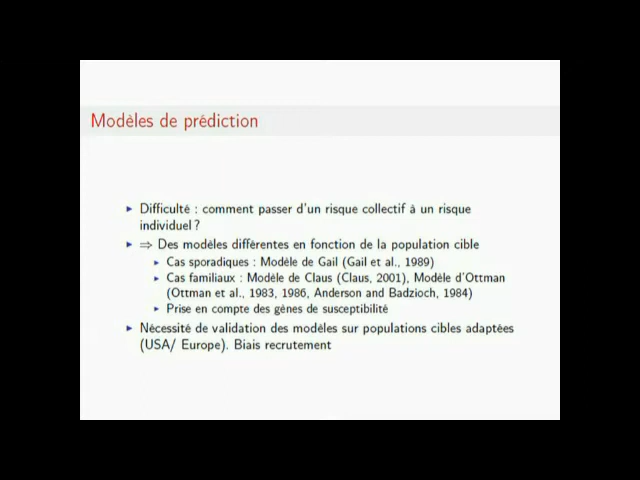 Modèles de prédiction
▶ Difficulté : comment passer d'un risque collectif à un risque
individuel ?
▶ ⇒ Des modèles différentes en fonction de la population cible
▶ Cas sporadiques : Modèle de Gail (Gail et al., 1989)
▶ Cas familiaux : Modèle de Claus (Claus, 2001), Modèle d'Ottman
(Ottman et al., 1983, 1986, Anderson and Badzioch, 1984)
▶ Prise en compte des gènes de susceptibilité
▶ Nécessité de validation des modèles sur populations cibles adaptées
(USA/ Europe). Biais recrutement